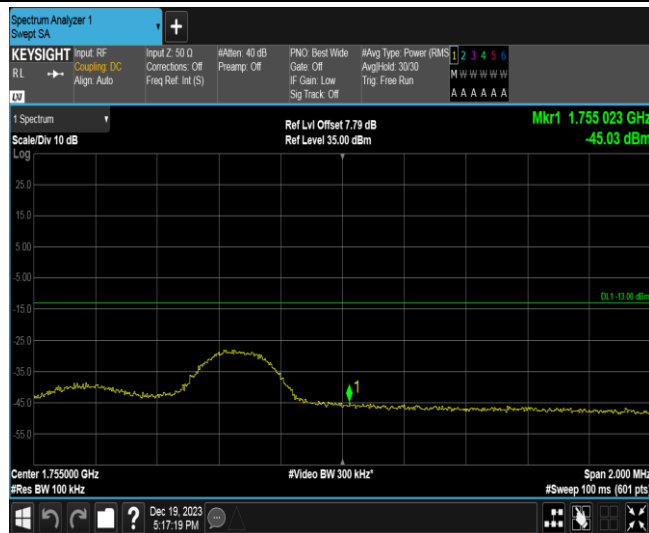 Spectrum Analyzer 1
Swept SA
+
KEYSIGHT Input: RF Input Z: 50 Ω #Atten: 40 dB PNO: Best Wide #Avg Type: Power (RMS 1 2 3 4 5 6
RL Coupling: DC Corrections: Off Preamp: Off Gate: Off Avg|Hold: 30/30 M W W W W W
Align: Auto Freq Ref: Int (S) IF Gain: Low Trig: Free Run
Sig Track: Off A A A A A A
LXI
1 Spectrum Ref Lvl Offset 7.79 dB Mkr1 1.755 023 GHz
Scale/Div 10 dB Ref Level 35.00 dBm -45.03 dBm
Log
25.0
15.0
5.00
-5.00
DL1 -13.00 dBm
-15.0
-25.0
-35.0
1
-45.0
-55.0
Center 1.755000 GHz #Video BW 300 kHz* Span 2.000 MHz
#Res BW 100 kHz #Sweep 100 ms (601 pts)
? Dec 19, 2023
5:17:19 PM